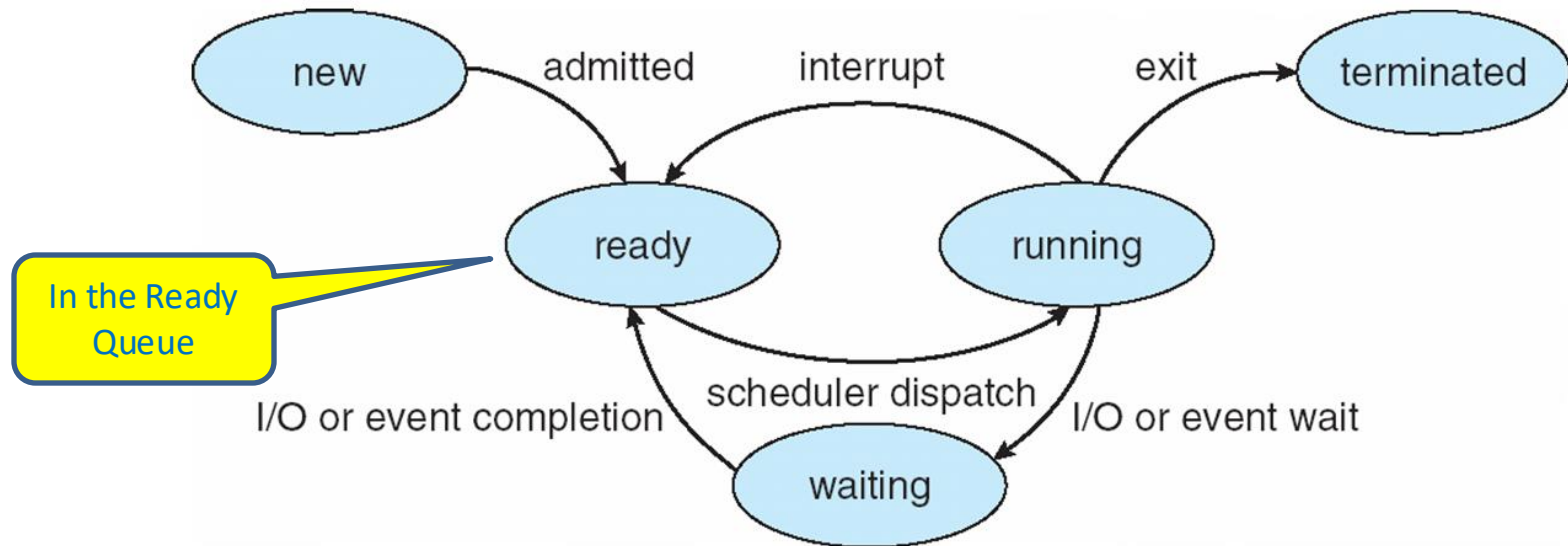 new
admitted
interrupt
exit
terminated
ready
running
In the Ready
Queue
scheduler dispatch
I/O or event completion
I/O or event wait
waiting